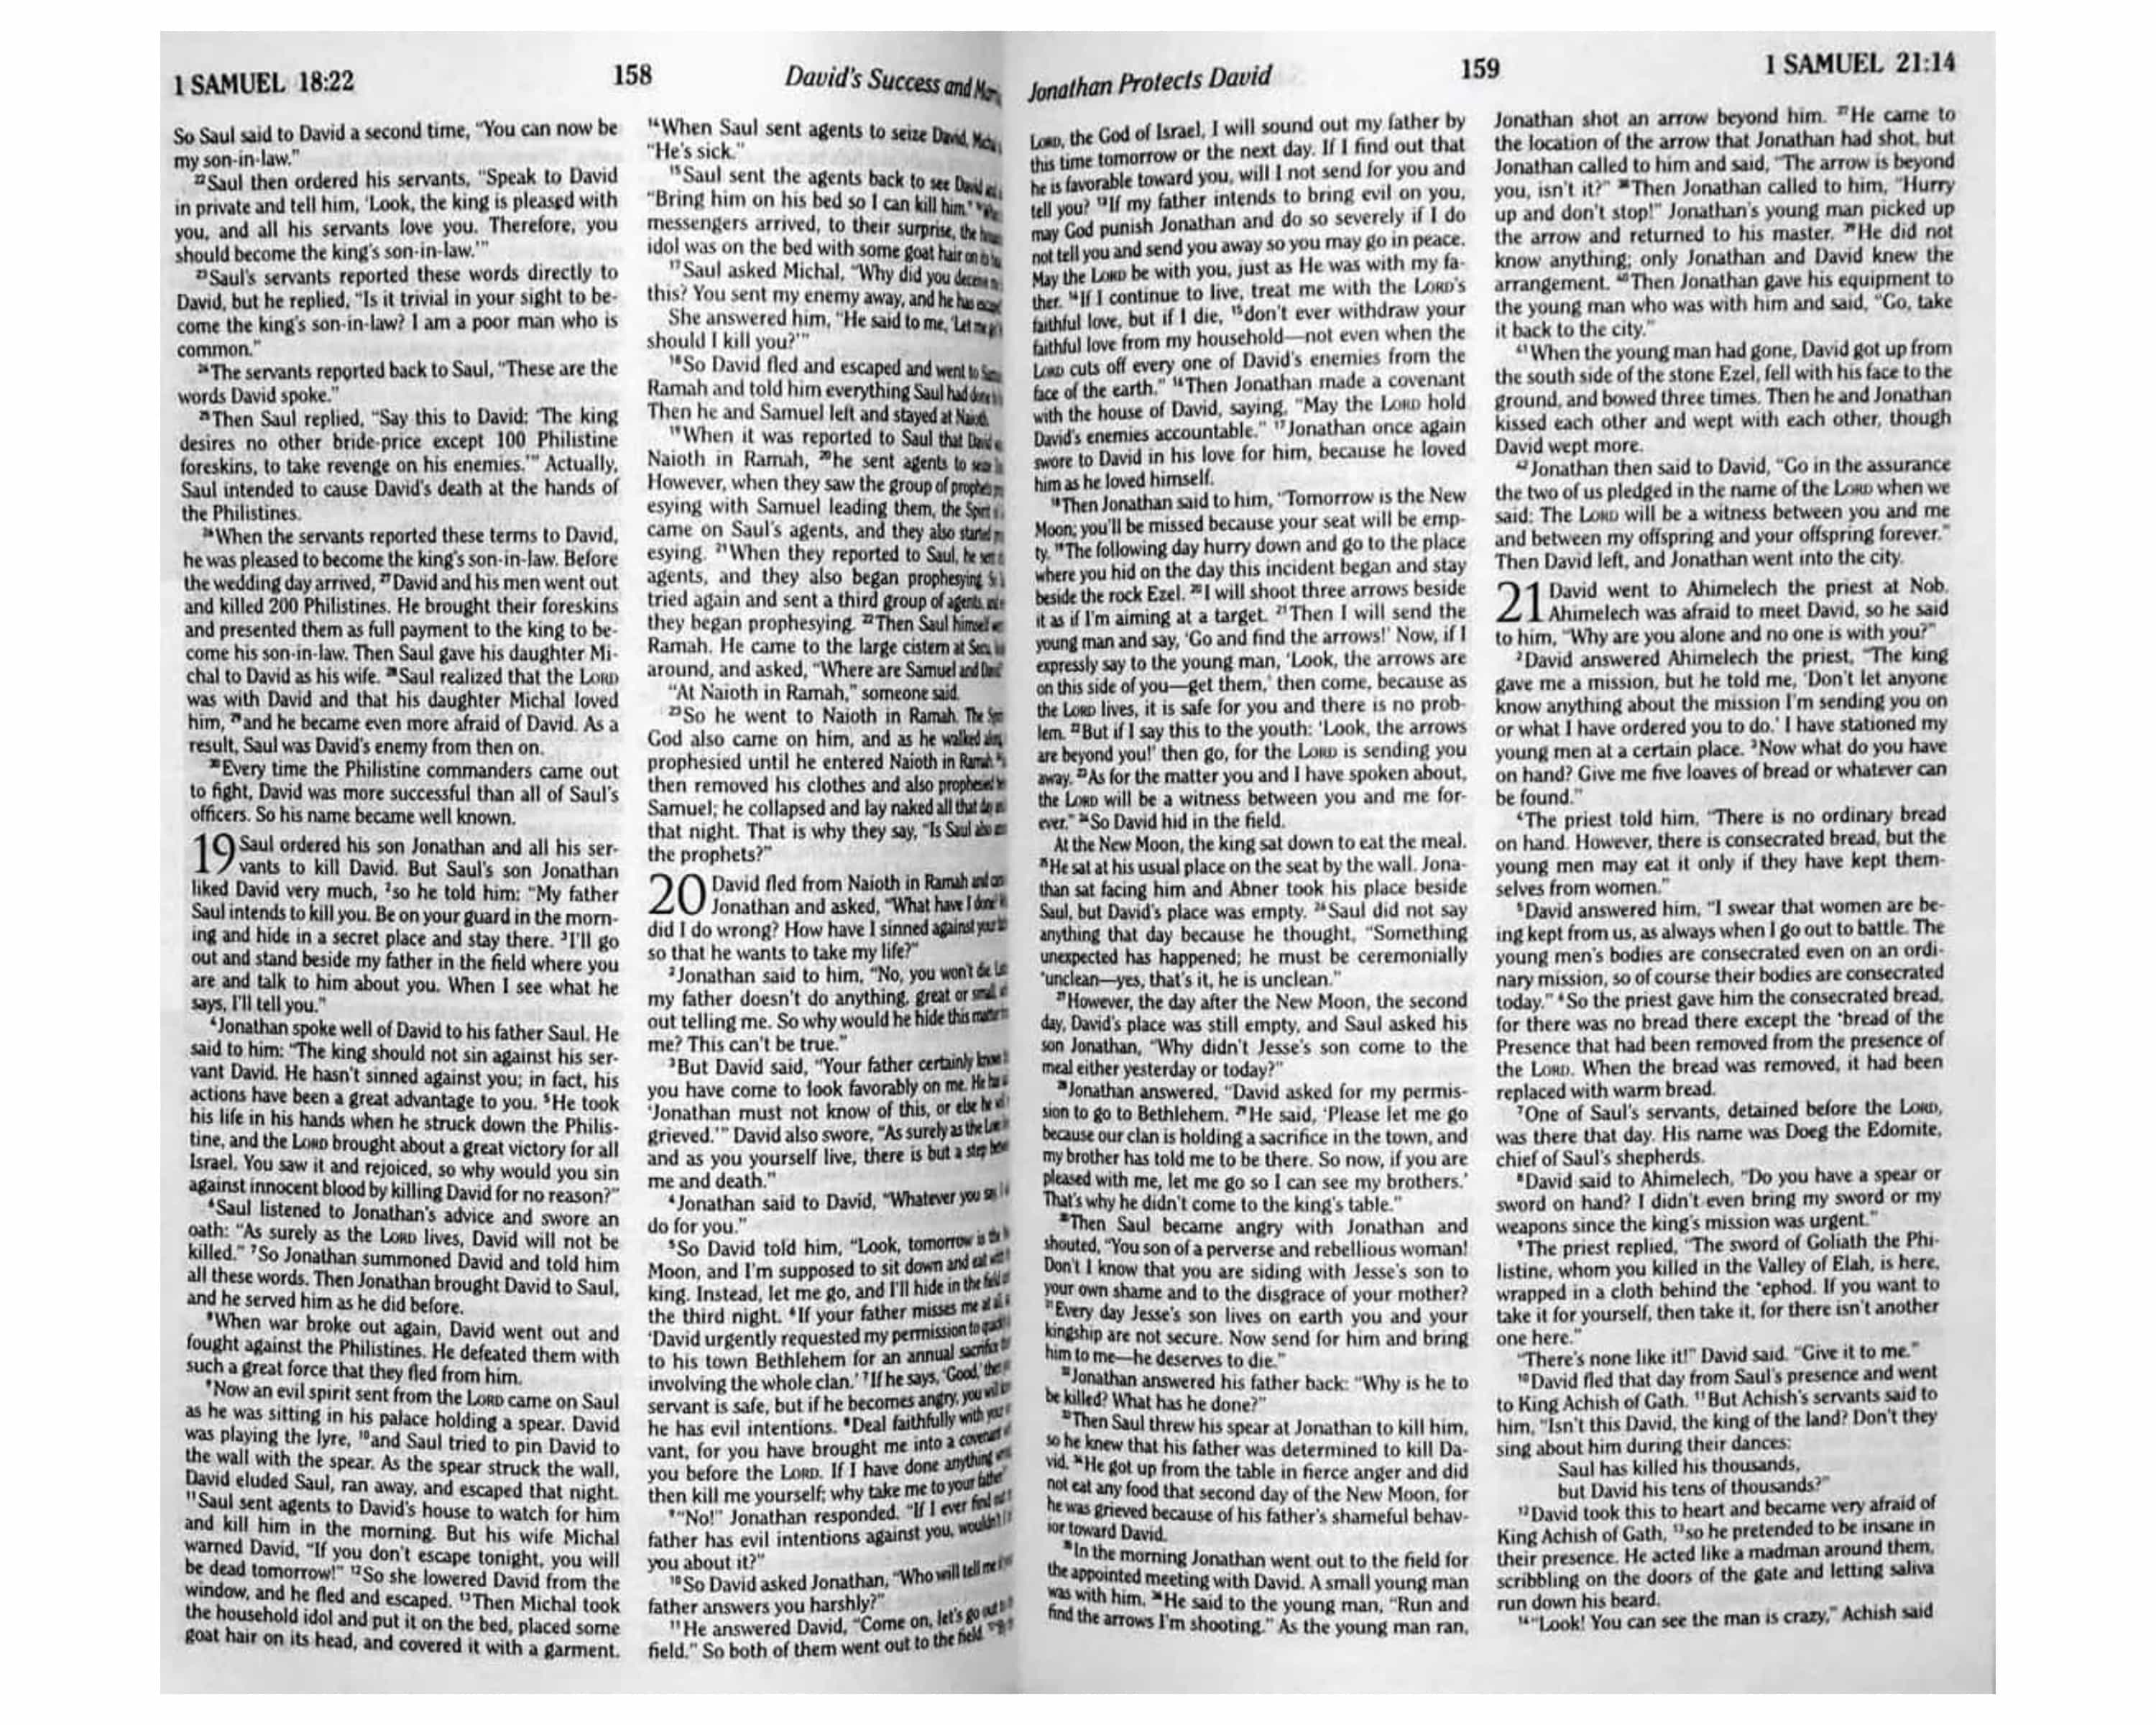 1 SAMUEL 18:22
158
David's Success and
So Saul said to David a second time, "You can now be
my son-in-law."
22Saul then ordered his servants, "Speak to David
in private and tell him, 'Look, the king is pleased with
you, and all his servants love you. Therefore, you
should become the king's son-in-law.'"
23Saul's servants reported these words directly to
David, but he replied, "Is it trivial in your sight to be-
come the king's son-in-law? I am a poor man who is
common."
24The servants reported back to Saul, "These are the
words David spoke."
25Then Saul replied, "Say this to David: 'The king
desires no other bride-price except 100 Philistine
foreskins, to take revenge on his enemies.'" Actually,
Saul intended to cause David's death at the hands of
the Philistines.
26When the servants reported these terms to David,
he was pleased to become the king's son-in-law. Before
the wedding day arrived, 27David and his men went out
and killed 200 Philistines. He brought their foreskins
and presented them as full payment to the king to be-
come his son-in-law. Then Saul gave his daughter Mi-
chal to David as his wife. 28Saul realized that the LORD
was with David and that his daughter Michal loved
him, 29and he became even more afraid of David. As a
result, Saul was David's enemy from then on.
30Every time the Philistine commanders came out
to fight, David was more successful than all of Saul's
officers. So his name became well known.
19 Saul ordered his son Jonathan and all his ser-
vants to kill David. But Saul's son Jonathan
liked David very much, 2so he told him: "My father
Saul intends to kill you. Be on your guard in the morn-
ing and hide in a secret place and stay there. 3I'll go
out and stand beside my father in the field where you
are and talk to him about you. When I see what he
says, I'll tell you."
4Jonathan spoke well of David to his father Saul. He
said to him: "The king should not sin against his ser-
vant David. He hasn't sinned against you; in fact, his
actions have been a great advantage to you. 5He took
his life in his hands when he struck down the Philis-
tine, and the LORD brought about a great victory for all
Israel. You saw it and rejoiced, so why would you sin
against innocent blood by killing David for no reason?"
6Saul listened to Jonathan's advice and swore an
oath: "As surely as the LORD lives, David will not be
killed." 7So Jonathan summoned David and told him
all these words. Then Jonathan brought David to Saul,
and he served him as he did before.
8When war broke out again, David went out and
fought against the Philistines. He defeated them with
such a great force that they fled from him.
9Now an evil spirit sent from the LORD came on Saul
as he was sitting in his palace holding a spear. David
was playing the lyre, 10and Saul tried to pin David to
the wall with the spear. As the spear struck the wall,
David eluded Saul, ran away, and escaped that night.
11Saul sent agents to David's house to watch for him
and kill him in the morning. But his wife Michal
warned David, "If you don't escape tonight, you will
be dead tomorrow!" 12So she lowered David from the
window, and he fled and escaped. 13Then Michal took
the household idol and put it on the bed, placed some
goat hair on its head, and covered it with a garment.
14When Saul sent agents to seize David,
"He's sick."
15Saul sent the agents back to see David
"Bring him on his bed so I can kill him."
messengers arrived, to their surprise, the
idol was on the bed with some goat hair on
17Saul asked Michal, "Why did you
this? You sent my enemy away, and he has
She answered him, "He said to me, 'Let me
should I kill you?'"
18So David fled and escaped and went to
Ramah and told him everything Saul had
Then he and Samuel left and stayed at
19When it was reported to Saul that David
Naioth in Ramah, 20he sent agents to
However, when they saw the group of
esying with Samuel leading them, the Spirit
came on Saul's agents, and they also started
esying. 21When they reported to Saul, he sent
agents, and they also began prophesying.
tried again and sent a third group of agents,
they began prophesying. 22Then Saul himself
Ramah. He came to the large cistern at
around, and asked, "Where are Samuel and
"At Naioth in Ramah," someone said.
23So he went to Naioth in Ramah. The
God also came on him, and as he walked
prophesied until he entered Naioth in Ramah.
then removed his clothes and also prophesied
Samuel; he collapsed and lay naked all that day
that night. That is why they say, "Is Saul also
the prophets?"
20 David fled from Naioth in Ramah and
Jonathan and asked, "What have I done?
did I do wrong? How have I sinned against your
so that he wants to take my life?"
2Jonathan said to him, "No, you won't die.
my father doesn't do anything, great or small,
out telling me. So why would he hide this matter
me? This can't be true."
3But David said, "Your father certainly knows
you have come to look favorably on me. He has
'Jonathan must not know of this, or else he
grieved.'" David also swore, "As surely as the
and as you yourself live, there is but a step
me and death."
4Jonathan said to David, "Whatever you say
do for you."
5So David told him, "Look, tomorrow is the
Moon, and I'm supposed to sit down and eat
king. Instead, let me go, and I'll hide in the field
the third night. 6If your father misses me at
'David urgently requested my permission to
to his town Bethlehem for an annual sacrifice
involving the whole clan.' 7If he says, 'Good,' then
servant is safe, but if he becomes angry, you will
he has evil intentions. 8Deal faithfully with
vant, for you have brought me into a covenant
you before the LORD. If I have done anything
then kill me yourself; why take me to your father?"
9"No!" Jonathan responded. "If I ever find out
father has evil intentions against you, wouldn't I
you about it?"
10So David asked Jonathan, "Who will tell me
father answers you harshly?"
11He answered David, "Come on, let's go out to
field." So both of them went out to the field.
Jonathan Protects David
159
1 SAMUEL 21:14
LORD, the God of Israel, I will sound out my father by
this time tomorrow or the next day. If I find out that
he is favorable toward you, will I not send for you and
tell you? 13If my father intends to bring evil on you,
may God punish Jonathan and do so severely if I do
not tell you and send you away so you may go in peace.
May the LORD be with you, just as He was with my fa-
ther. 14If I continue to live, treat me with the LORD's
faithful love, but if I die, 15don't ever withdraw your
faithful love from my household—not even when the
LORD cuts off every one of David's enemies from the
face of the earth." 16Then Jonathan made a covenant
with the house of David, saying, "May the LORD hold
David's enemies accountable." 17Jonathan once again
swore to David in his love for him, because he loved
him as he loved himself.
18Then Jonathan said to him, "Tomorrow is the New
Moon; you'll be missed because your seat will be emp-
ty. 19The following day hurry down and go to the place
where you hid on the day this incident began and stay
beside the rock Ezel. 20I will shoot three arrows beside
it as if I'm aiming at a target. 21Then I will send the
young man and say, 'Go and find the arrows!' Now, if I
expressly say to the young man, 'Look, the arrows are
on this side of you—get them,' then come, because as
the LORD lives, it is safe for you and there is no prob-
lem. 22But if I say this to the youth: 'Look, the arrows
are beyond you!' then go, for the LORD is sending you
away. 23As for the matter you and I have spoken about,
the LORD will be a witness between you and me for-
ever." 24So David hid in the field.
At the New Moon, the king sat down to eat the meal.
25He sat at his usual place on the seat by the wall. Jona-
than sat facing him and Abner took his place beside
Saul, but David's place was empty. 26Saul did not say
anything that day because he thought, "Something
unexpected has happened; he must be ceremonially
*unclean—yes, that's it, he is unclean."
27However, the day after the New Moon, the second
day, David's place was still empty, and Saul asked his
son Jonathan, "Why didn't Jesse's son come to the
meal either yesterday or today?"
28Jonathan answered, "David asked for my permis-
sion to go to Bethlehem. 29He said, 'Please let me go
because our clan is holding a sacrifice in the town, and
my brother has told me to be there. So now, if you are
pleased with me, let me go so I can see my brothers.'
That's why he didn't come to the king's table."
30Then Saul became angry with Jonathan and
shouted, "You son of a perverse and rebellious woman!
Don't I know that you are siding with Jesse's son to
your own shame and to the disgrace of your mother?
31Every day Jesse's son lives on earth you and your
kingship are not secure. Now send for him and bring
him to me—he deserves to die."
32Jonathan answered his father back: "Why is he to
be killed? What has he done?"
33Then Saul threw his spear at Jonathan to kill him,
so he knew that his father was determined to kill Da-
vid. 34He got up from the table in fierce anger and did
not eat any food that second day of the New Moon, for
he was grieved because of his father's shameful behav-
ior toward David.
35In the morning Jonathan went out to the field for
the appointed meeting with David. A small young man
was with him. 36He said to the young man, "Run and
find the arrows I'm shooting." As the young man ran,
Jonathan shot an arrow beyond him. 37He came to
the location of the arrow that Jonathan had shot, but
Jonathan called to him and said, "The arrow is beyond
you, isn't it?" 38Then Jonathan called to him, "Hurry
up and don't stop!" Jonathan's young man picked up
the arrow and returned to his master. 39He did not
know anything; only Jonathan and David knew the
arrangement. 40Then Jonathan gave his equipment to
the young man who was with him and said, "Go, take
it back to the city."
41When the young man had gone, David got up from
the south side of the stone Ezel, fell with his face to the
ground, and bowed three times. Then he and Jonathan
kissed each other and wept with each other, though
David wept more.
42Jonathan then said to David, "Go in the assurance
the two of us pledged in the name of the LORD when we
said: The LORD will be a witness between you and me
and between my offspring and your offspring forever."
Then David left, and Jonathan went into the city.
21 David went to Ahimelech the priest at Nob.
Ahimelech was afraid to meet David, so he said
to him, "Why are you alone and no one is with you?"
2David answered Ahimelech the priest, "The king
gave me a mission, but he told me, 'Don't let anyone
know anything about the mission I'm sending you on
or what I have ordered you to do.' I have stationed my
young men at a certain place. 3Now what do you have
on hand? Give me five loaves of bread or whatever can
be found."
4The priest told him, "There is no ordinary bread
on hand. However, there is consecrated bread, but the
young men may eat it only if they have kept them-
selves from women."
5David answered him, "I swear that women are be-
ing kept from us, as always when I go out to battle. The
young men's bodies are consecrated even on an ordi-
nary mission, so of course their bodies are consecrated
today." 6So the priest gave him the consecrated bread,
for there was no bread there except the *bread of the
Presence that had been removed from the presence of
the LORD. When the bread was removed, it had been
replaced with warm bread.
7One of Saul's servants, detained before the LORD,
was there that day. His name was Doeg the Edomite,
chief of Saul's shepherds.
8David said to Ahimelech, "Do you have a spear or
sword on hand? I didn't even bring my sword or my
weapons since the king's mission was urgent."
9The priest replied, "The sword of Goliath the Phi-
listine, whom you killed in the Valley of Elah, is here,
wrapped in a cloth behind the *ephod. If you want to
take it for yourself, then take it, for there isn't another
one here."
"There's none like it!" David said. "Give it to me."
10David fled that day from Saul's presence and went
to King Achish of Gath. 11But Achish's servants said to
him, "Isn't this David, the king of the land? Don't they
sing about him during their dances:
Saul has killed his thousands,
but David his tens of thousands?"
12David took this to heart and became very afraid of
King Achish of Gath, 13so he pretended to be insane in
their presence. He acted like a madman around them,
scribbling on the doors of the gate and letting saliva
run down his beard.
14"Look! You can see the man is crazy," Achish said